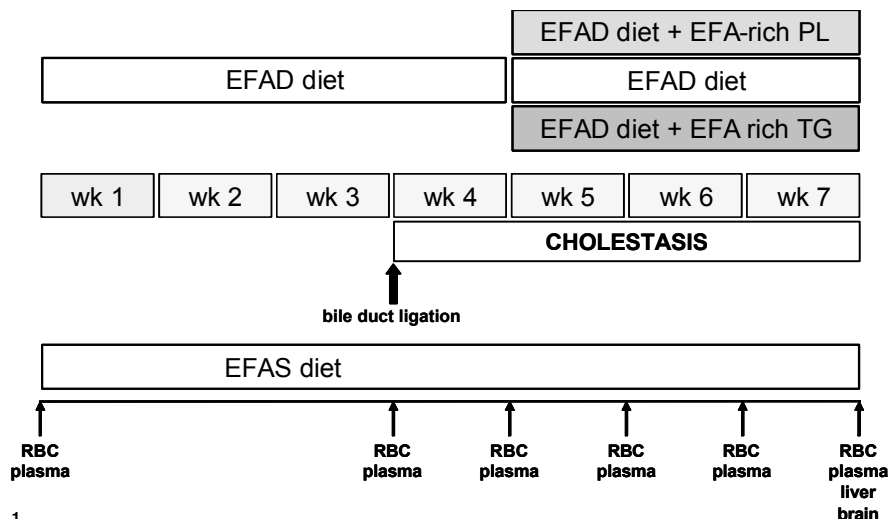 EFAD diet + EFA-rich PL
EFAD diet
EFAD diet
EFAD diet + EFA rich TG
wk 1
wk 2
wk 3
wk 4
wk 5
wk 6
wk 7
CHOLESTASIS
bile duct ligation
EFAS diet
RBC
plasma
RBC
plasma
RBC
plasma
RBC
plasma
RBC
plasma
RBC
plasma
liver
brain
1